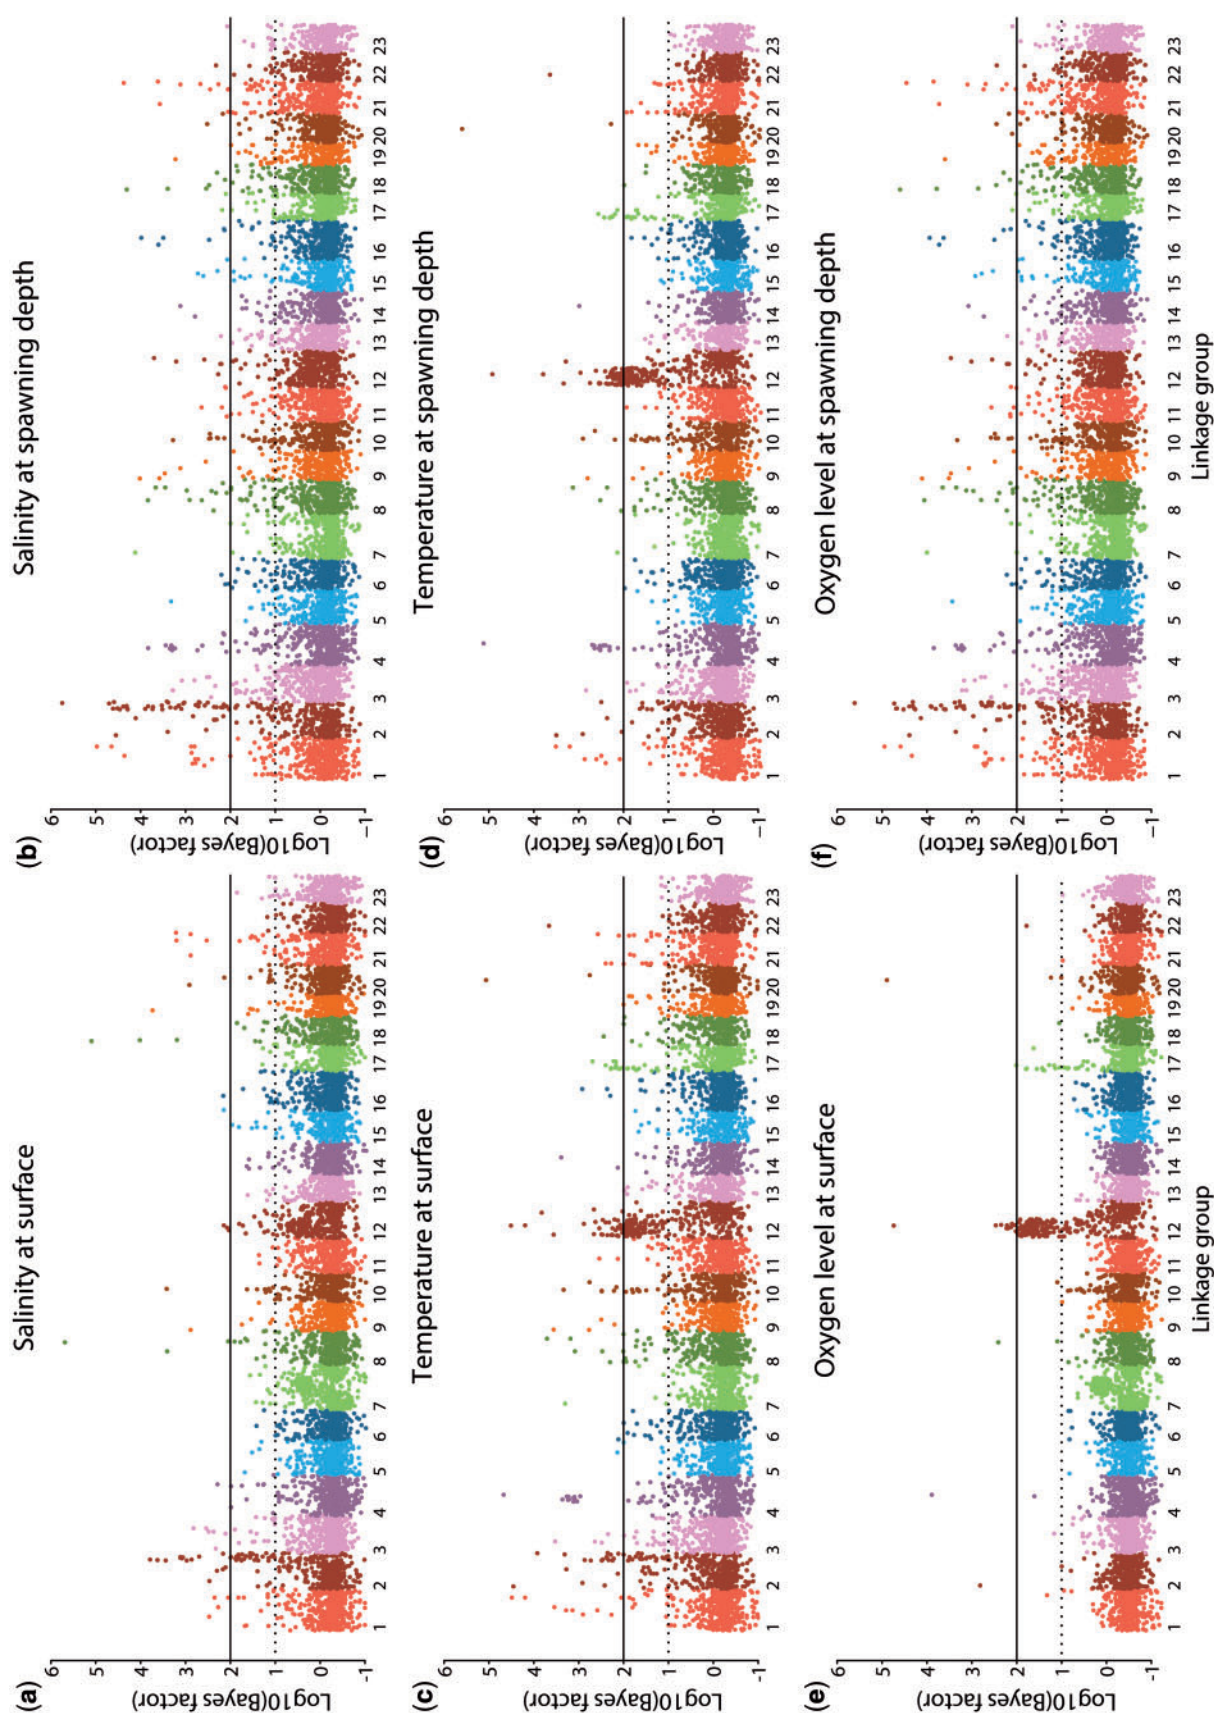 (a)
Salinity at surface
Log10(Bayes factor)
6
5
4
3
2
1
0
–1
1 2 3 4 5 6 7 8 9 10 11 12 13 14 15 16 17 18 19 20 21 22 23
(b)
Salinity at spawning depth
Log10(Bayes factor)
6
5
4
3
2
1
0
–1
1 2 3 4 5 6 7 8 9 10 11 12 13 14 15 16 17 18 19 20 21 22 23
(c)
Temperature at surface
Log10(Bayes factor)
6
5
4
3
2
1
0
–1
1 2 3 4 5 6 7 8 9 10 11 12 13 14 15 16 17 18 19 20 21 22 23
(d)
Temperature at spawning depth
Log10(Bayes factor)
6
5
4
3
2
1
0
–1
1 2 3 4 5 6 7 8 9 10 11 12 13 14 15 16 17 18 19 20 21 22 23
(e)
Oxygen level at surface
Log10(Bayes factor)
6
5
4
3
2
1
0
–1
1 2 3 4 5 6 7 8 9 10 11 12 13 14 15 16 17 18 19 20 21 22 23
Linkage group
(f)
Oxygen level at spawning depth
Log10(Bayes factor)
6
5
4
3
2
1
0
–1
1 2 3 4 5 6 7 8 9 10 11 12 13 14 15 16 17 18 19 20 21 22 23
Linkage group